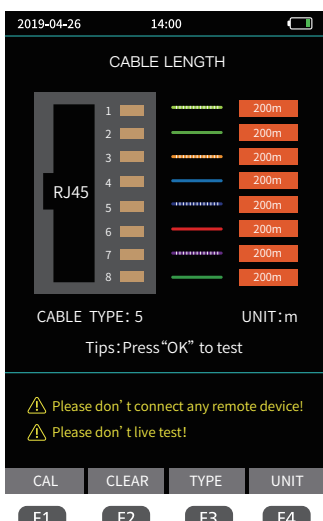 2019-04-26 14:00
CABLE LENGTH
RJ45
1 200m
2 200m
3 200m
4 200m
5 200m
6 200m
7 200m
8 200m
CABLE TYPE: 5 UNIT:m
Tips:Press“OK” to test
Please don’t connect any remote device!
Please don’t live test!
CAL CLEAR TYPE UNIT
F1 F2 F3 F4